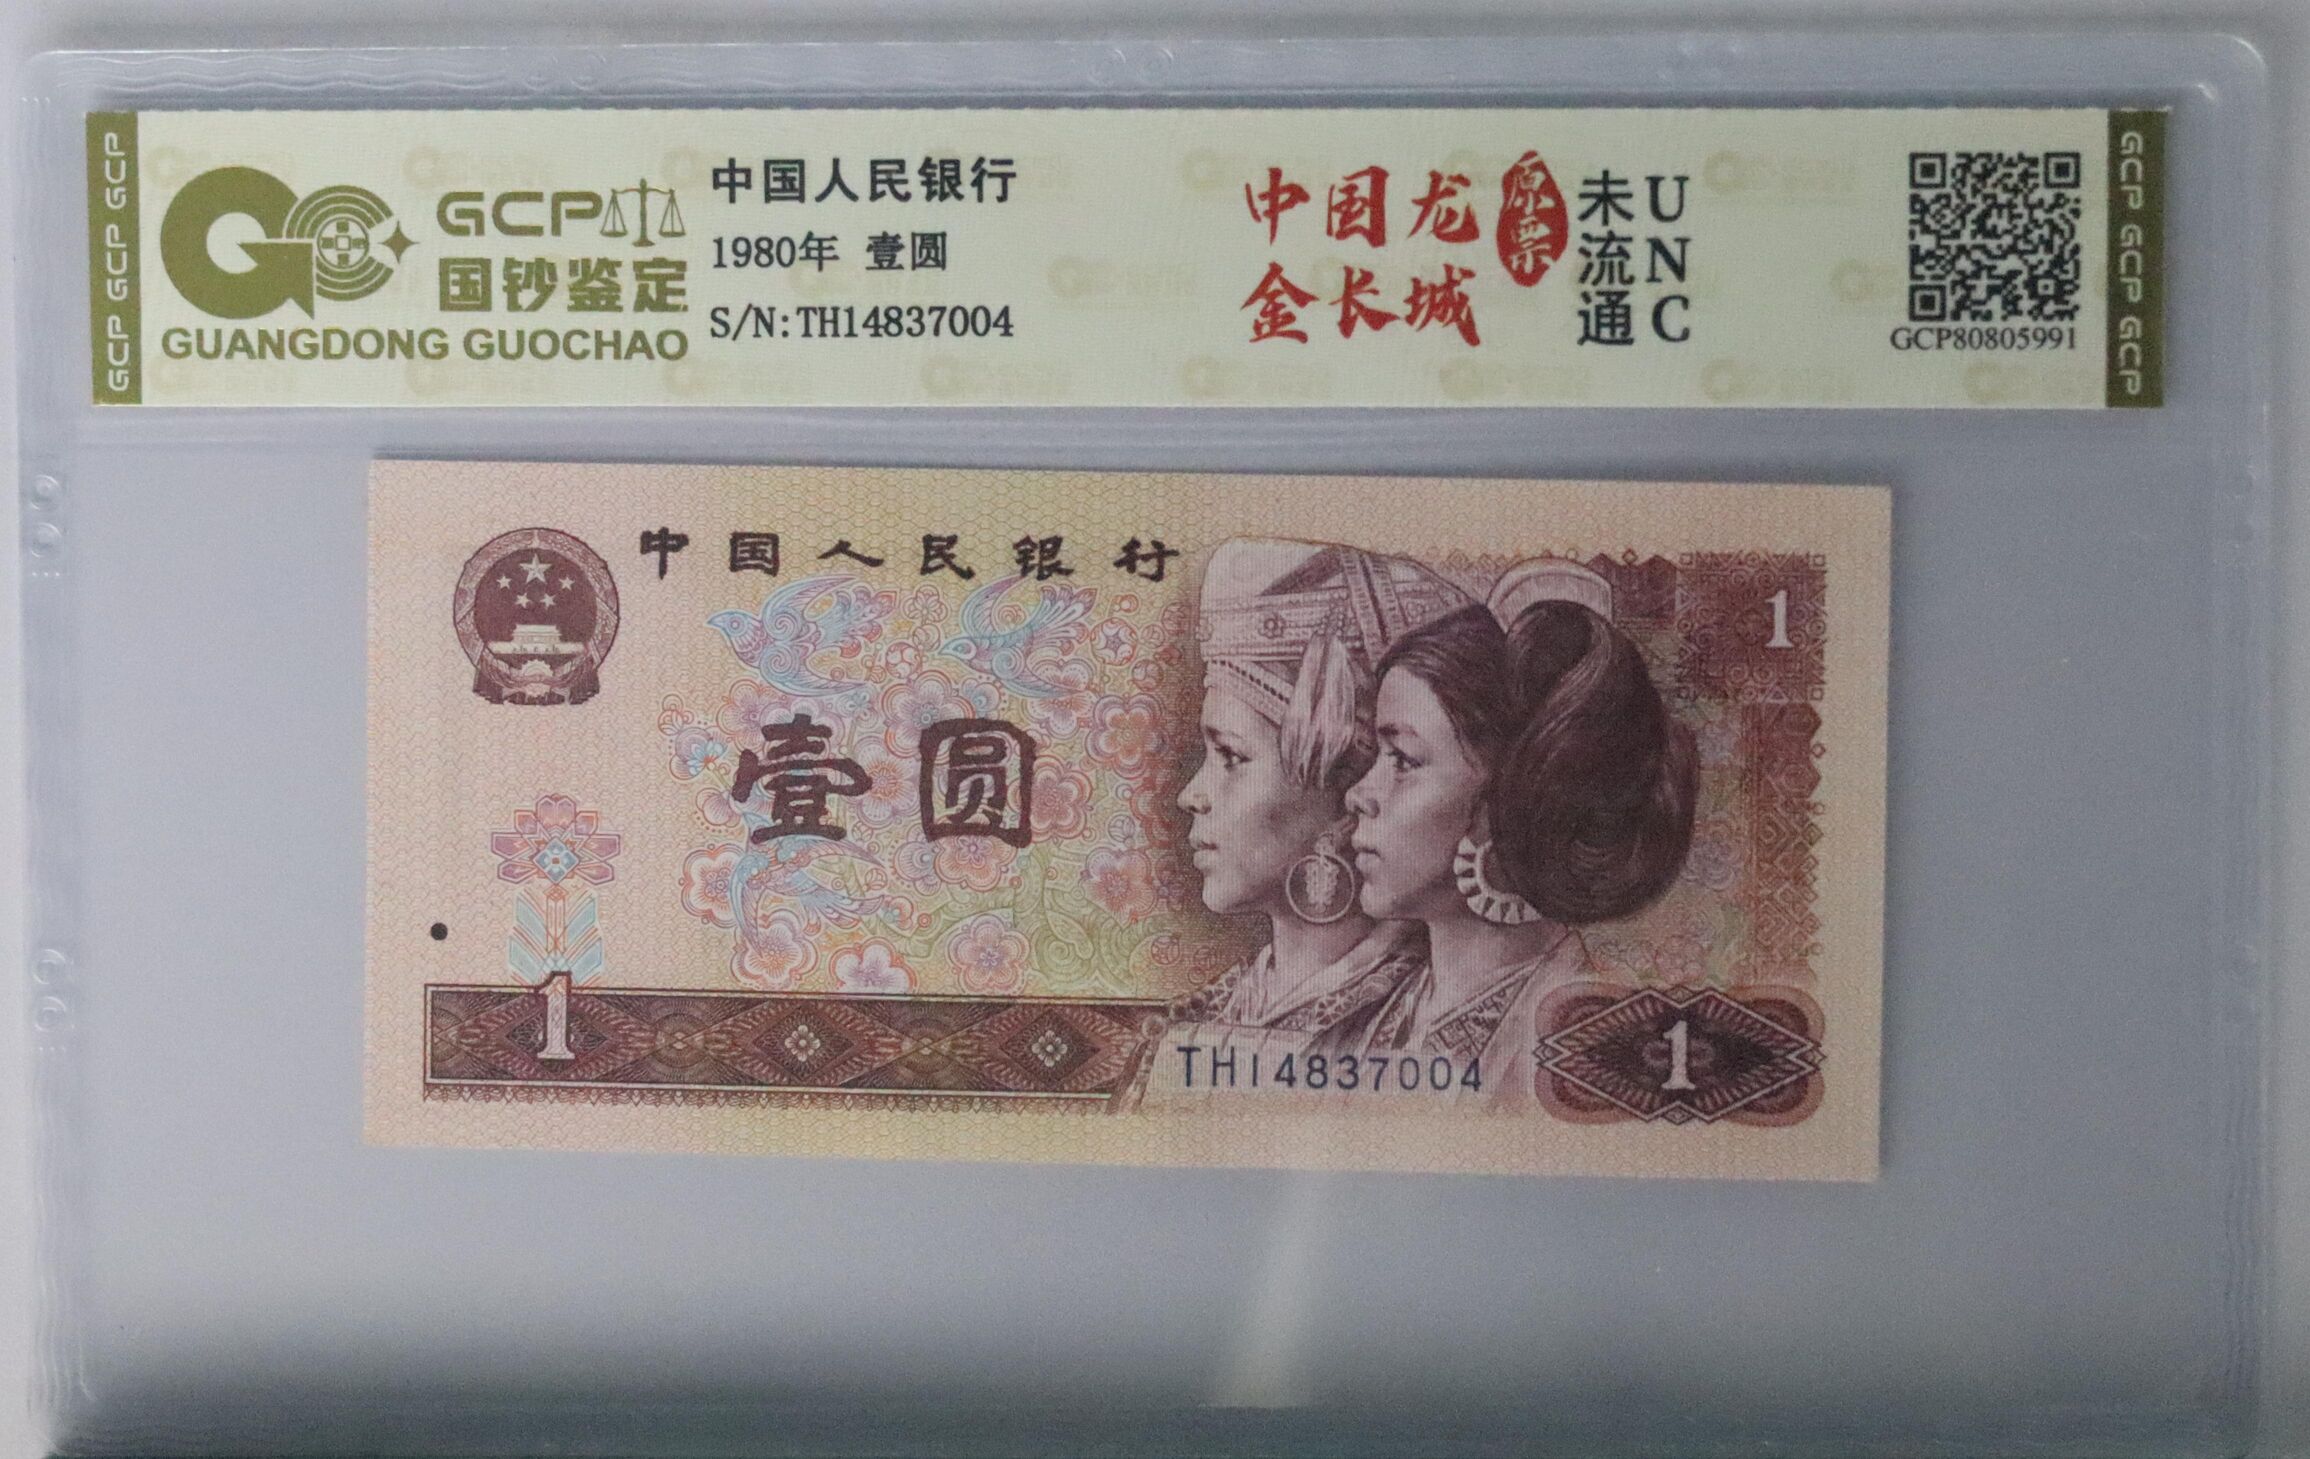 GCP GCP GCP
GCP
国钞鉴定
GUANGDONG GUOCHAO
中国人民银行
1980年 壹圆
S/N:TH14837004
中国龙
金长城
原票
未流通
UNC
GCP80805991
GCP GCP GCP
中国人民银行
1
壹圆
1
TH14837004
1